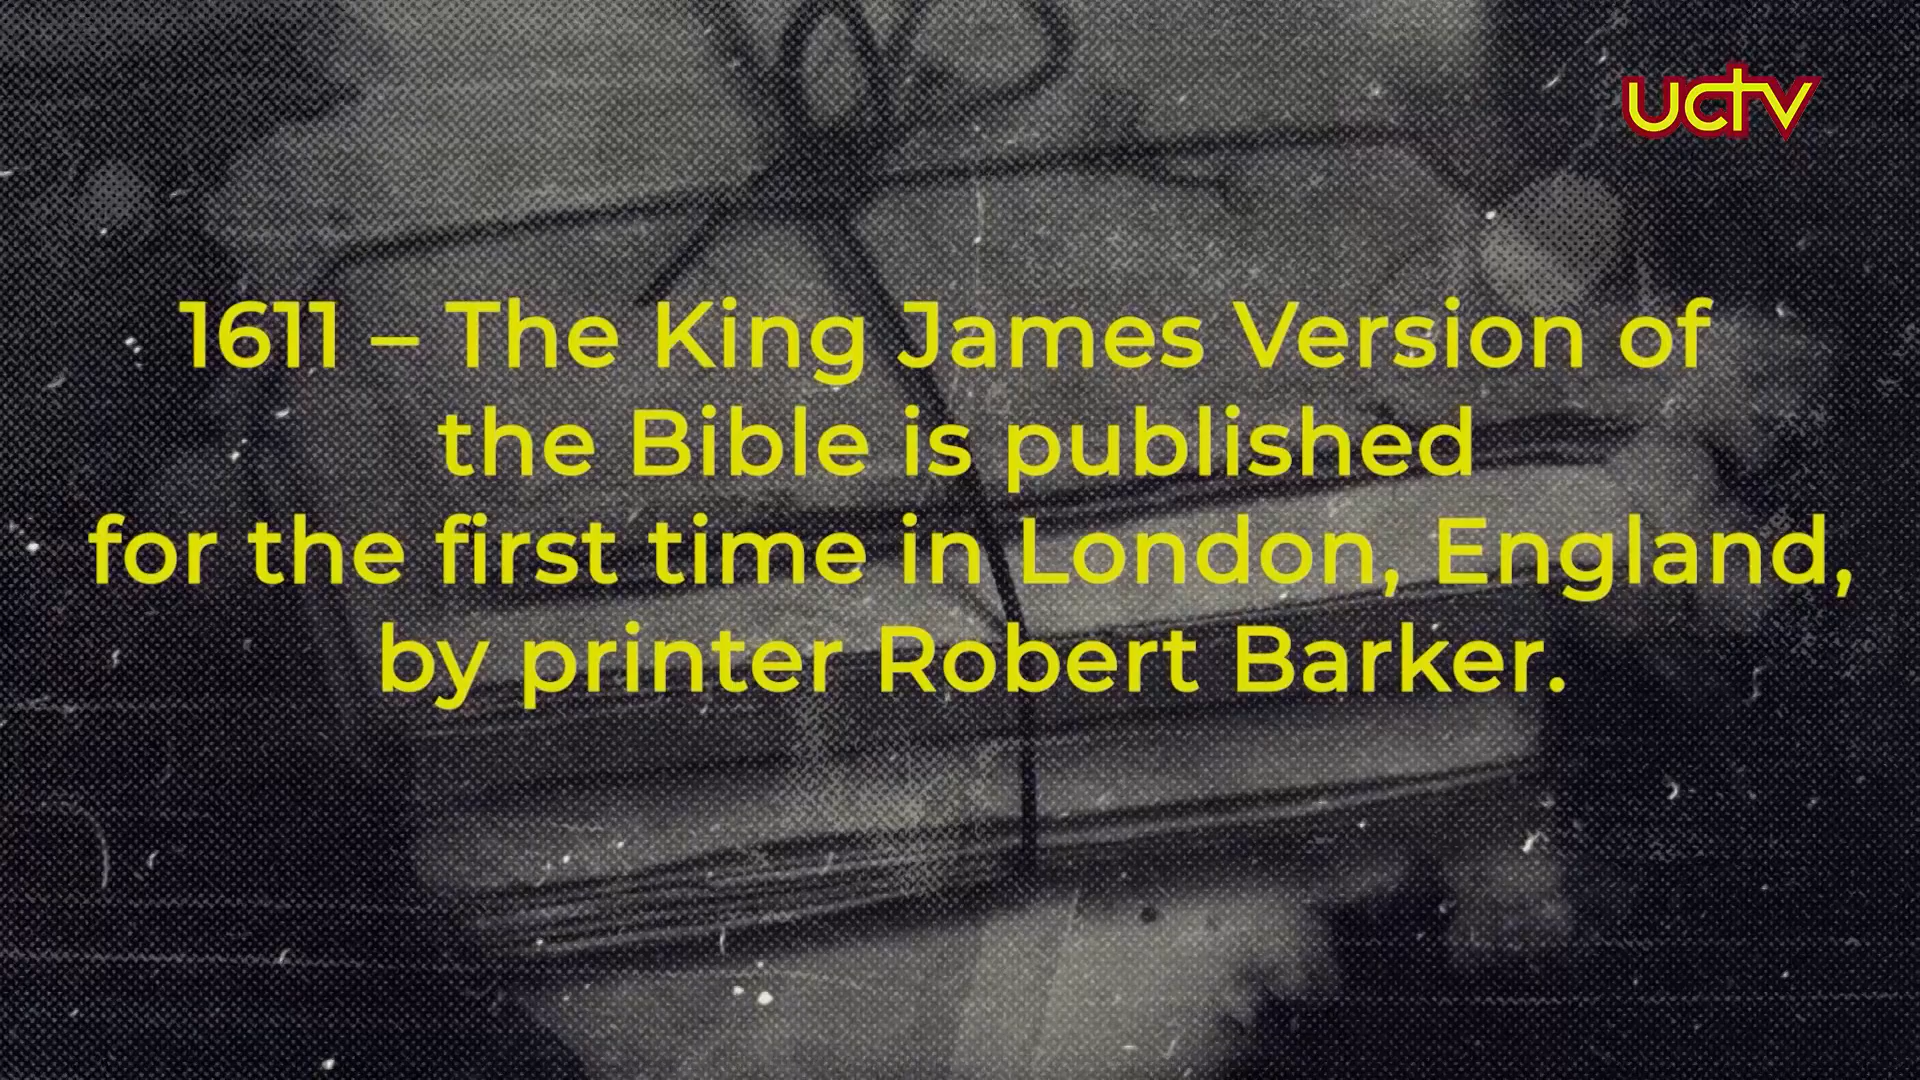 uctv
1611 – The King James Version of
the Bible is published
for the first time in London, England,
by printer Robert Barker.